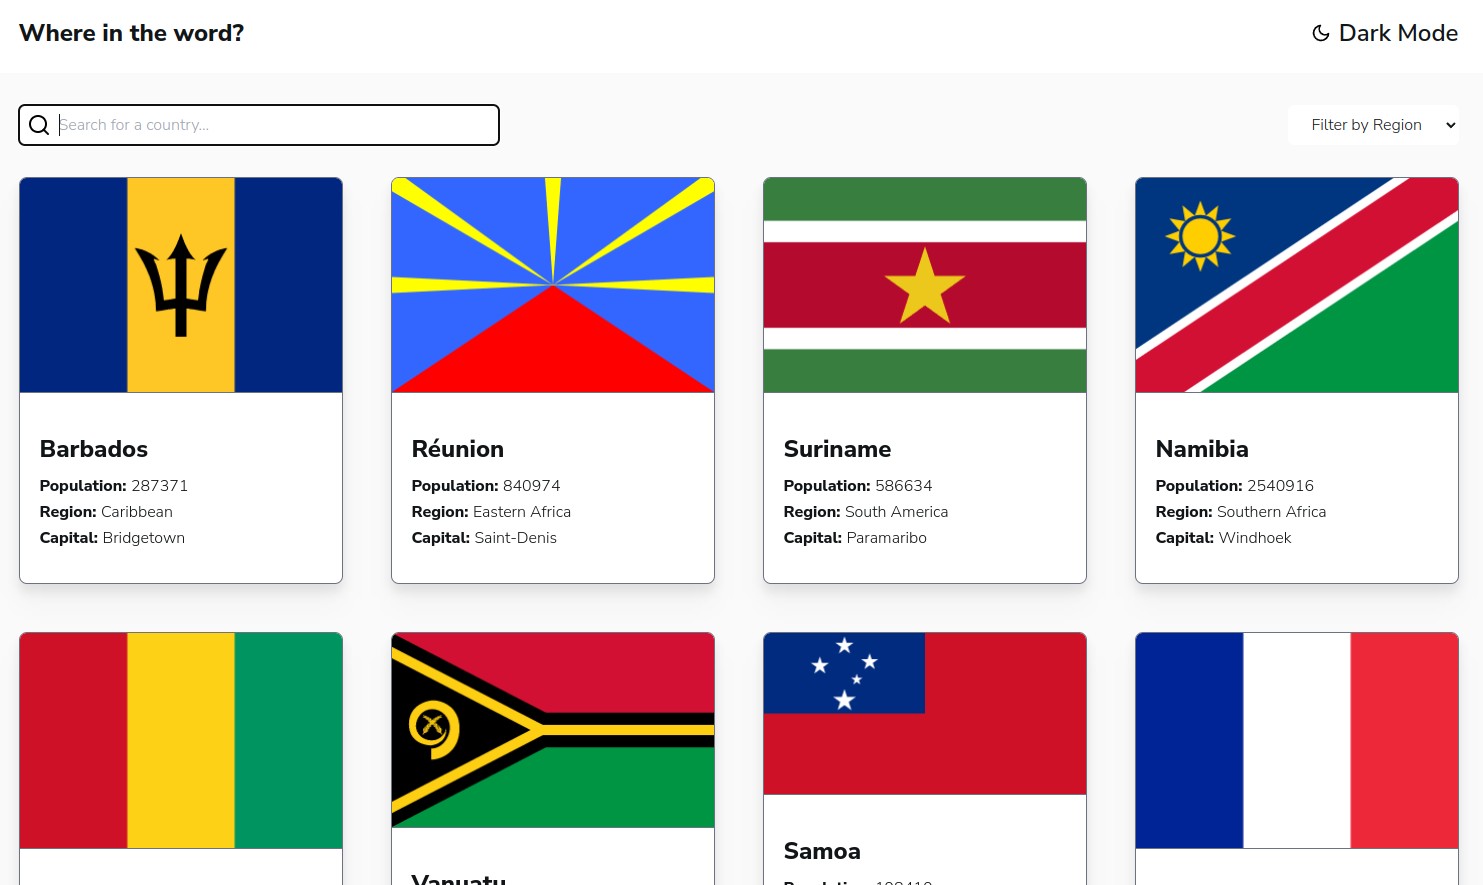 Where in the word?
Dark Mode
Search for a country...
Filter by Region
Barbados
Population: 287371
Region: Caribbean
Capital: Bridgetown
Réunion
Population: 840974
Region: Eastern Africa
Capital: Saint-Denis
Suriname
Population: 586634
Region: South America
Capital: Paramaribo
Namibia
Population: 2540916
Region: Southern Africa
Capital: Windhoek
Vanuatu
Samoa